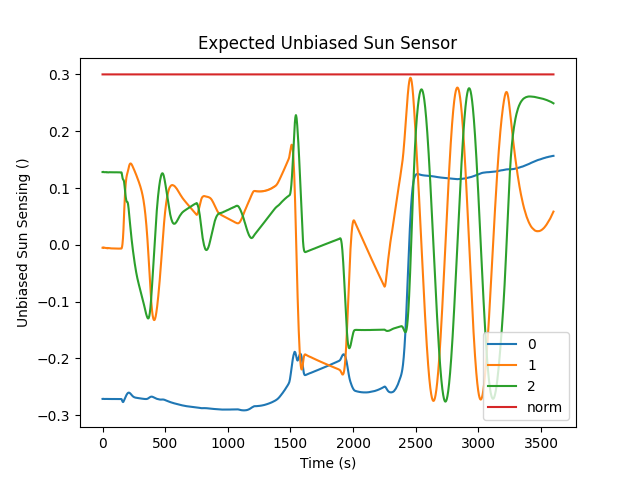 Expected Unbiased Sun Sensor
Unbiased Sun Sensing ()
0.3
0.2
0.1
0.0
−0.1
−0.2
−0.3
0
1
2
norm
0 500 1000 1500 2000 2500 3000 3500
Time (s)